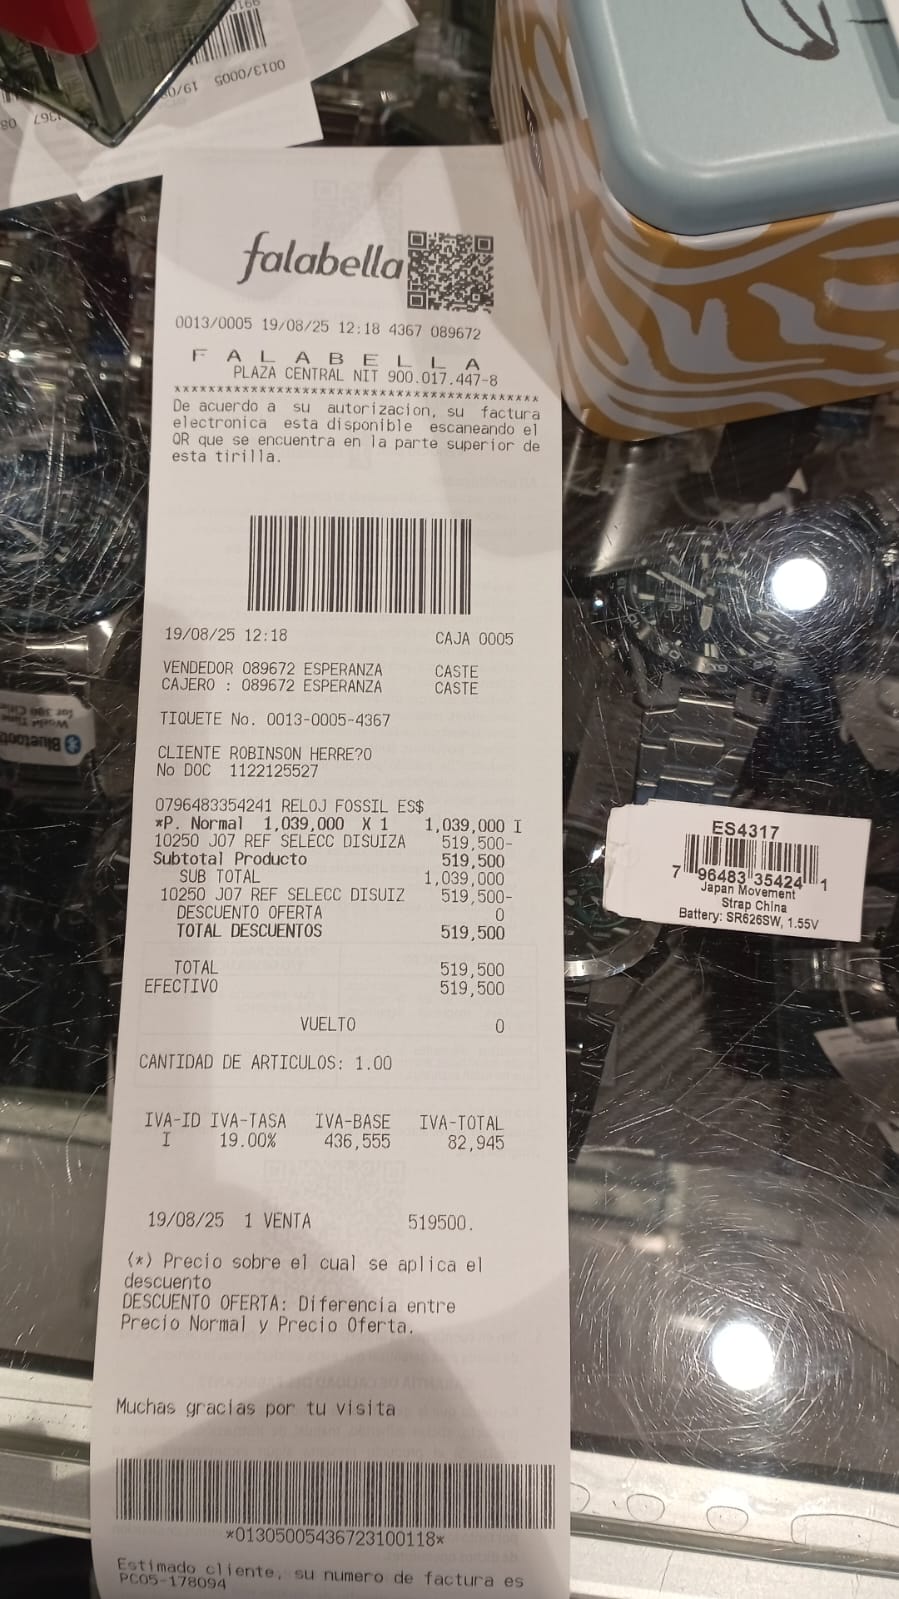 0013/0005
falabella
0013/0005 19/08/25 12:18 4367 089672
F A L A B E L L A
PLAZA CENTRAL NIT 900.017.447-8
De acuerdo a su autorizacion, su factura
electronica esta disponible escaneando el
QR que se encuentra en la parte superior de
esta tirilla.
19/08/25 12:18 CAJA 0005
VENDEDOR 089672 ESPERANZA CASTE
CAJERO : 089672 ESPERANZA CASTE
TIQUETE No. 0013-0005-4367
CLIENTE ROBINSON HERRE?O
No DOC 1122125527
0796483354241 RELOJ FOSSIL ES$
*P. Normal 1,039,000 X 1 1,039,000 I
10250 J07 REF SELECC DISUIZA 519,500-
Subtotal Producto 519,500
SUB TOTAL 1,039,000
10250 J07 REF SELECC DISUIZ 519,500-
DESCUENTO OFERTA 0
TOTAL DESCUENTOS 519,500
TOTAL 519,500
EFECTIVO 519,500
VUELTO 0
CANTIDAD DE ARTICULOS: 1.00
IVA-ID IVA-TASA IVA-BASE IVA-TOTAL
I 19.00% 436,555 82,945
19/08/25 1 VENTA 519500.
(*) Precio sobre el cual se aplica el
descuento
DESCUENTO OFERTA: Diferencia entre
Precio Normal y Precio Oferta.
Muchas gracias por tu visita
*01305005436723100118*
Estimado cliente, su numero de factura es
PC05-178094
ES4317
7 96483 35424 1
Japan Movement
Strap China
Battery: SR626SW, 1.55V
Bluetooth
World Time
for 300 Cities